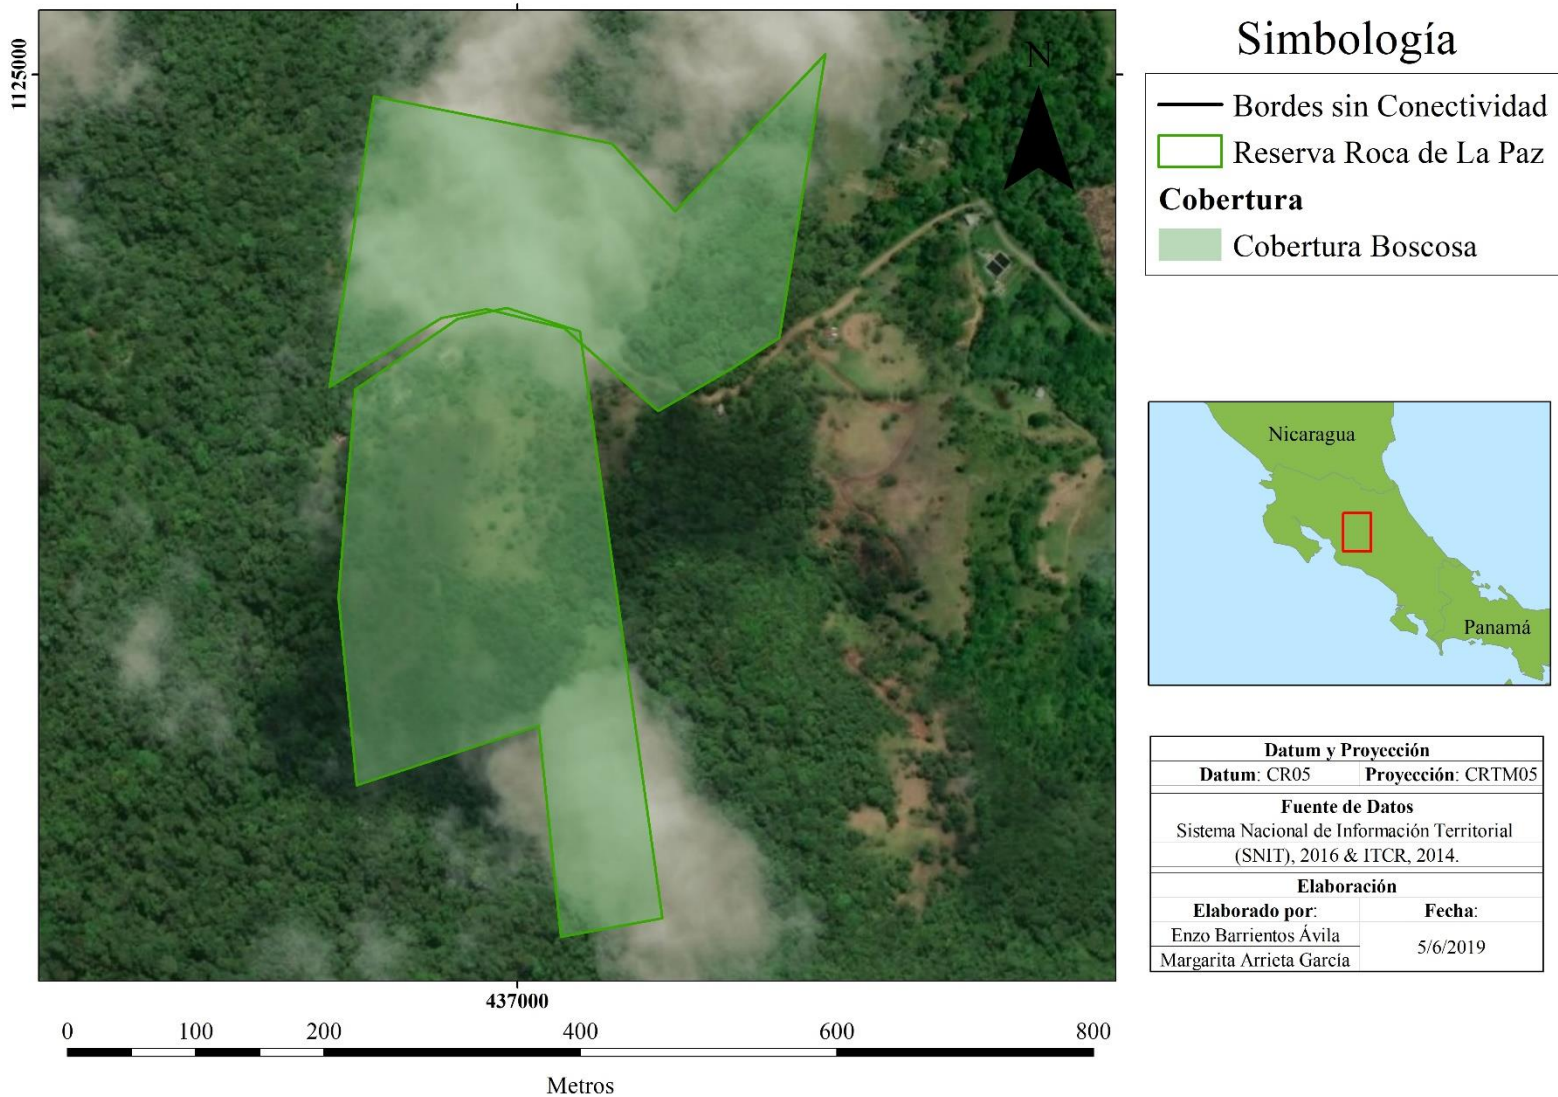 1125000
437000
N
0 100 200 400 600 800
Metros
Simbología
Bordes sin Conectividad
Reserva Roca de La Paz
Cobertura
Cobertura Boscosa
Nicaragua
Panamá
Datum y Proyección
Datum: CR05 Proyección: CRTM05
Fuente de Datos
Sistema Nacional de Información Territorial
(SNIT), 2016 & ITCR, 2014.
Elaboración
Elaborado por: Fecha:
Enzo Barrientos Ávila
5/6/2019
Margarita Arrieta García